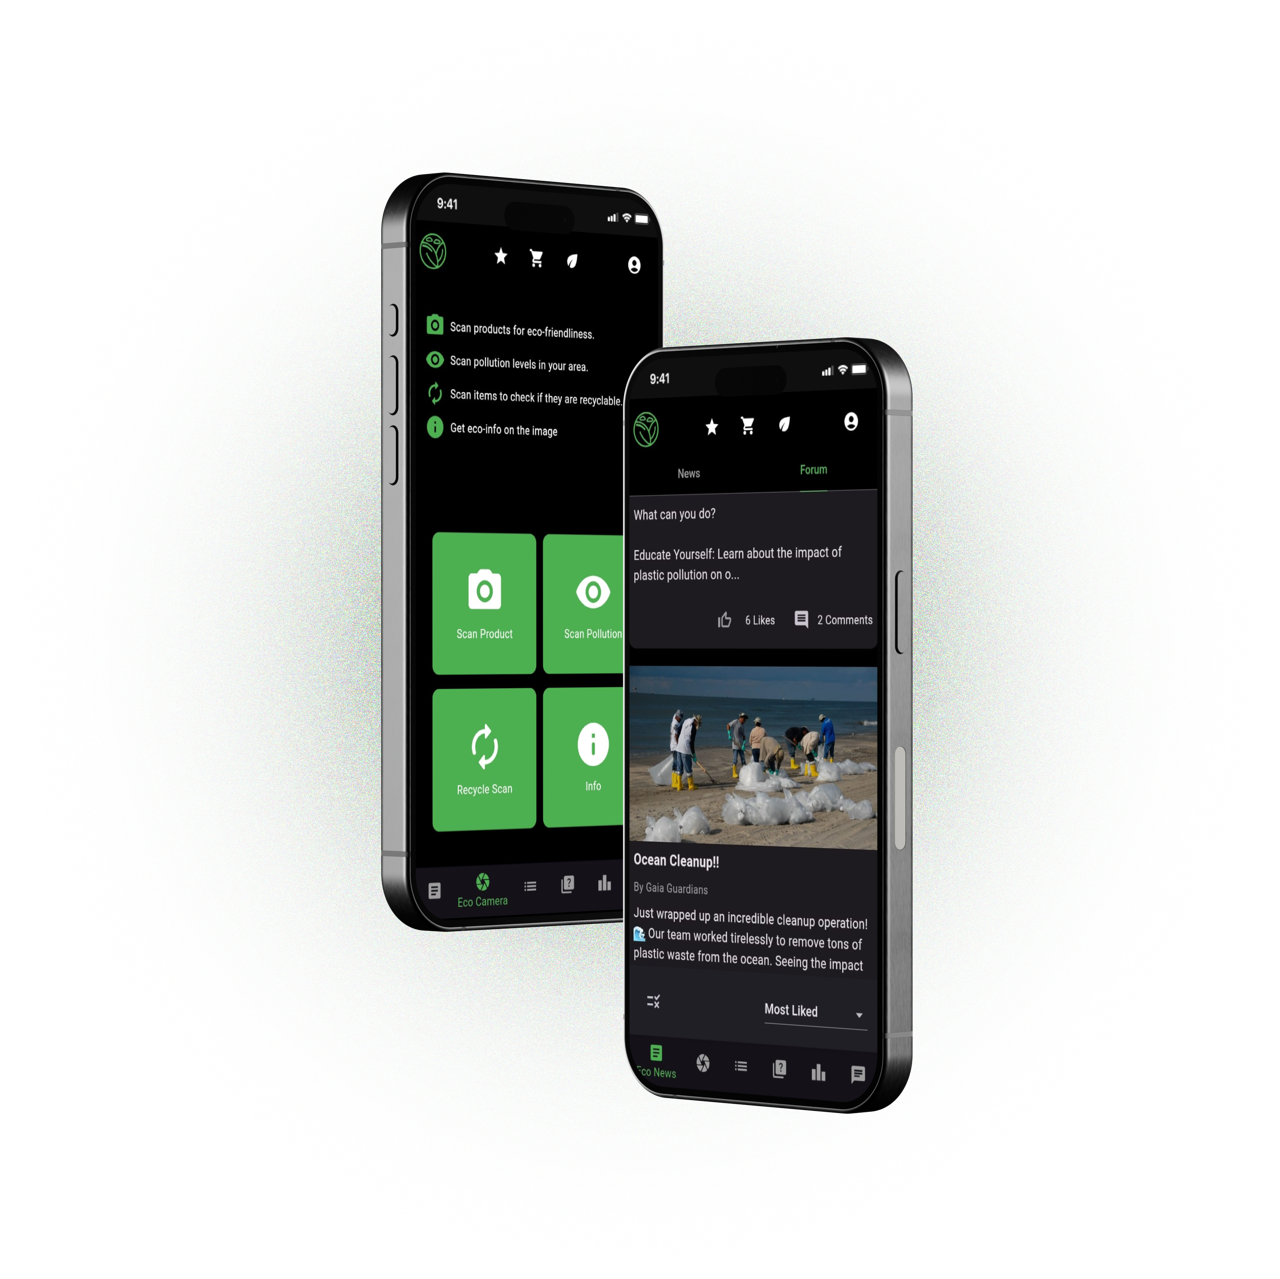 9:41
Scan products for eco-friendliness.
Scan pollution levels in your area.
Scan items to check if they are recyclable.
Get eco-info on the image
Scan Product
Scan Pollution
Recycle Scan
Info
Eco Camera
9:41
News
Forum
What can you do?
Educate Yourself: Learn about the impact of
plastic pollution on o...
6 Likes
2 Comments
Ocean Cleanup!!
By Gaia Guardians
Just wrapped up an incredible cleanup operation!
🌊 Our team worked tirelessly to remove tons of
plastic waste from the ocean. Seeing the impact
Most Liked
Eco News